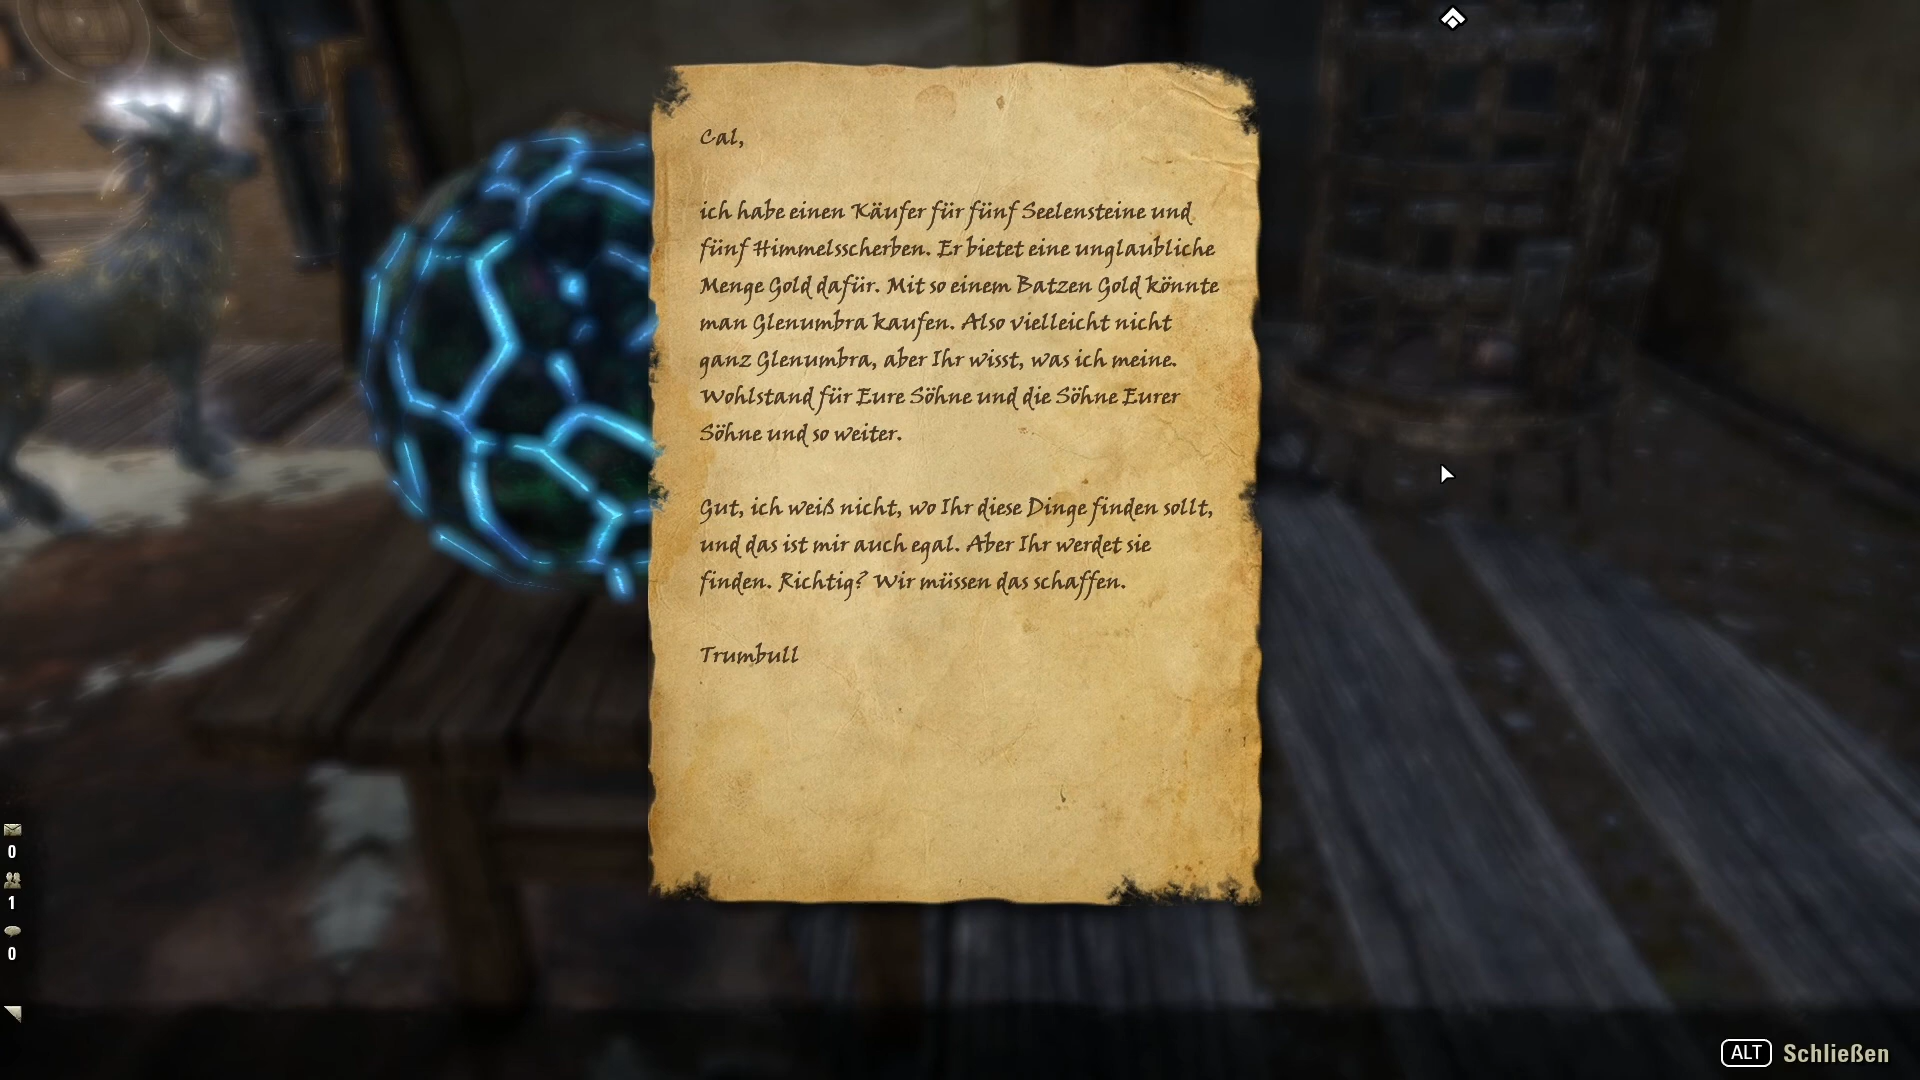 Cal,
ich habe einen Käufer für fünf Seelensteine und
fünf Himmelsscherben. Er bietet eine unglaubliche
Menge Gold dafür. Mit so einem Batzen Gold könnte
man Glenumbra kaufen. Also vielleicht nicht
ganz Glenumbra, aber Ihr wisst, was ich meine.
Wohlstand für Eure Söhne und die Söhne Eurer
Söhne und so weiter.
Gut, ich weiß nicht, wo Ihr diese Dinge finden sollt,
und das ist mir auch egal. Aber Ihr werdet sie
finden. Richtig? Wir müssen das schaffen.
Trumbull
0
1
0
ALT Schließen